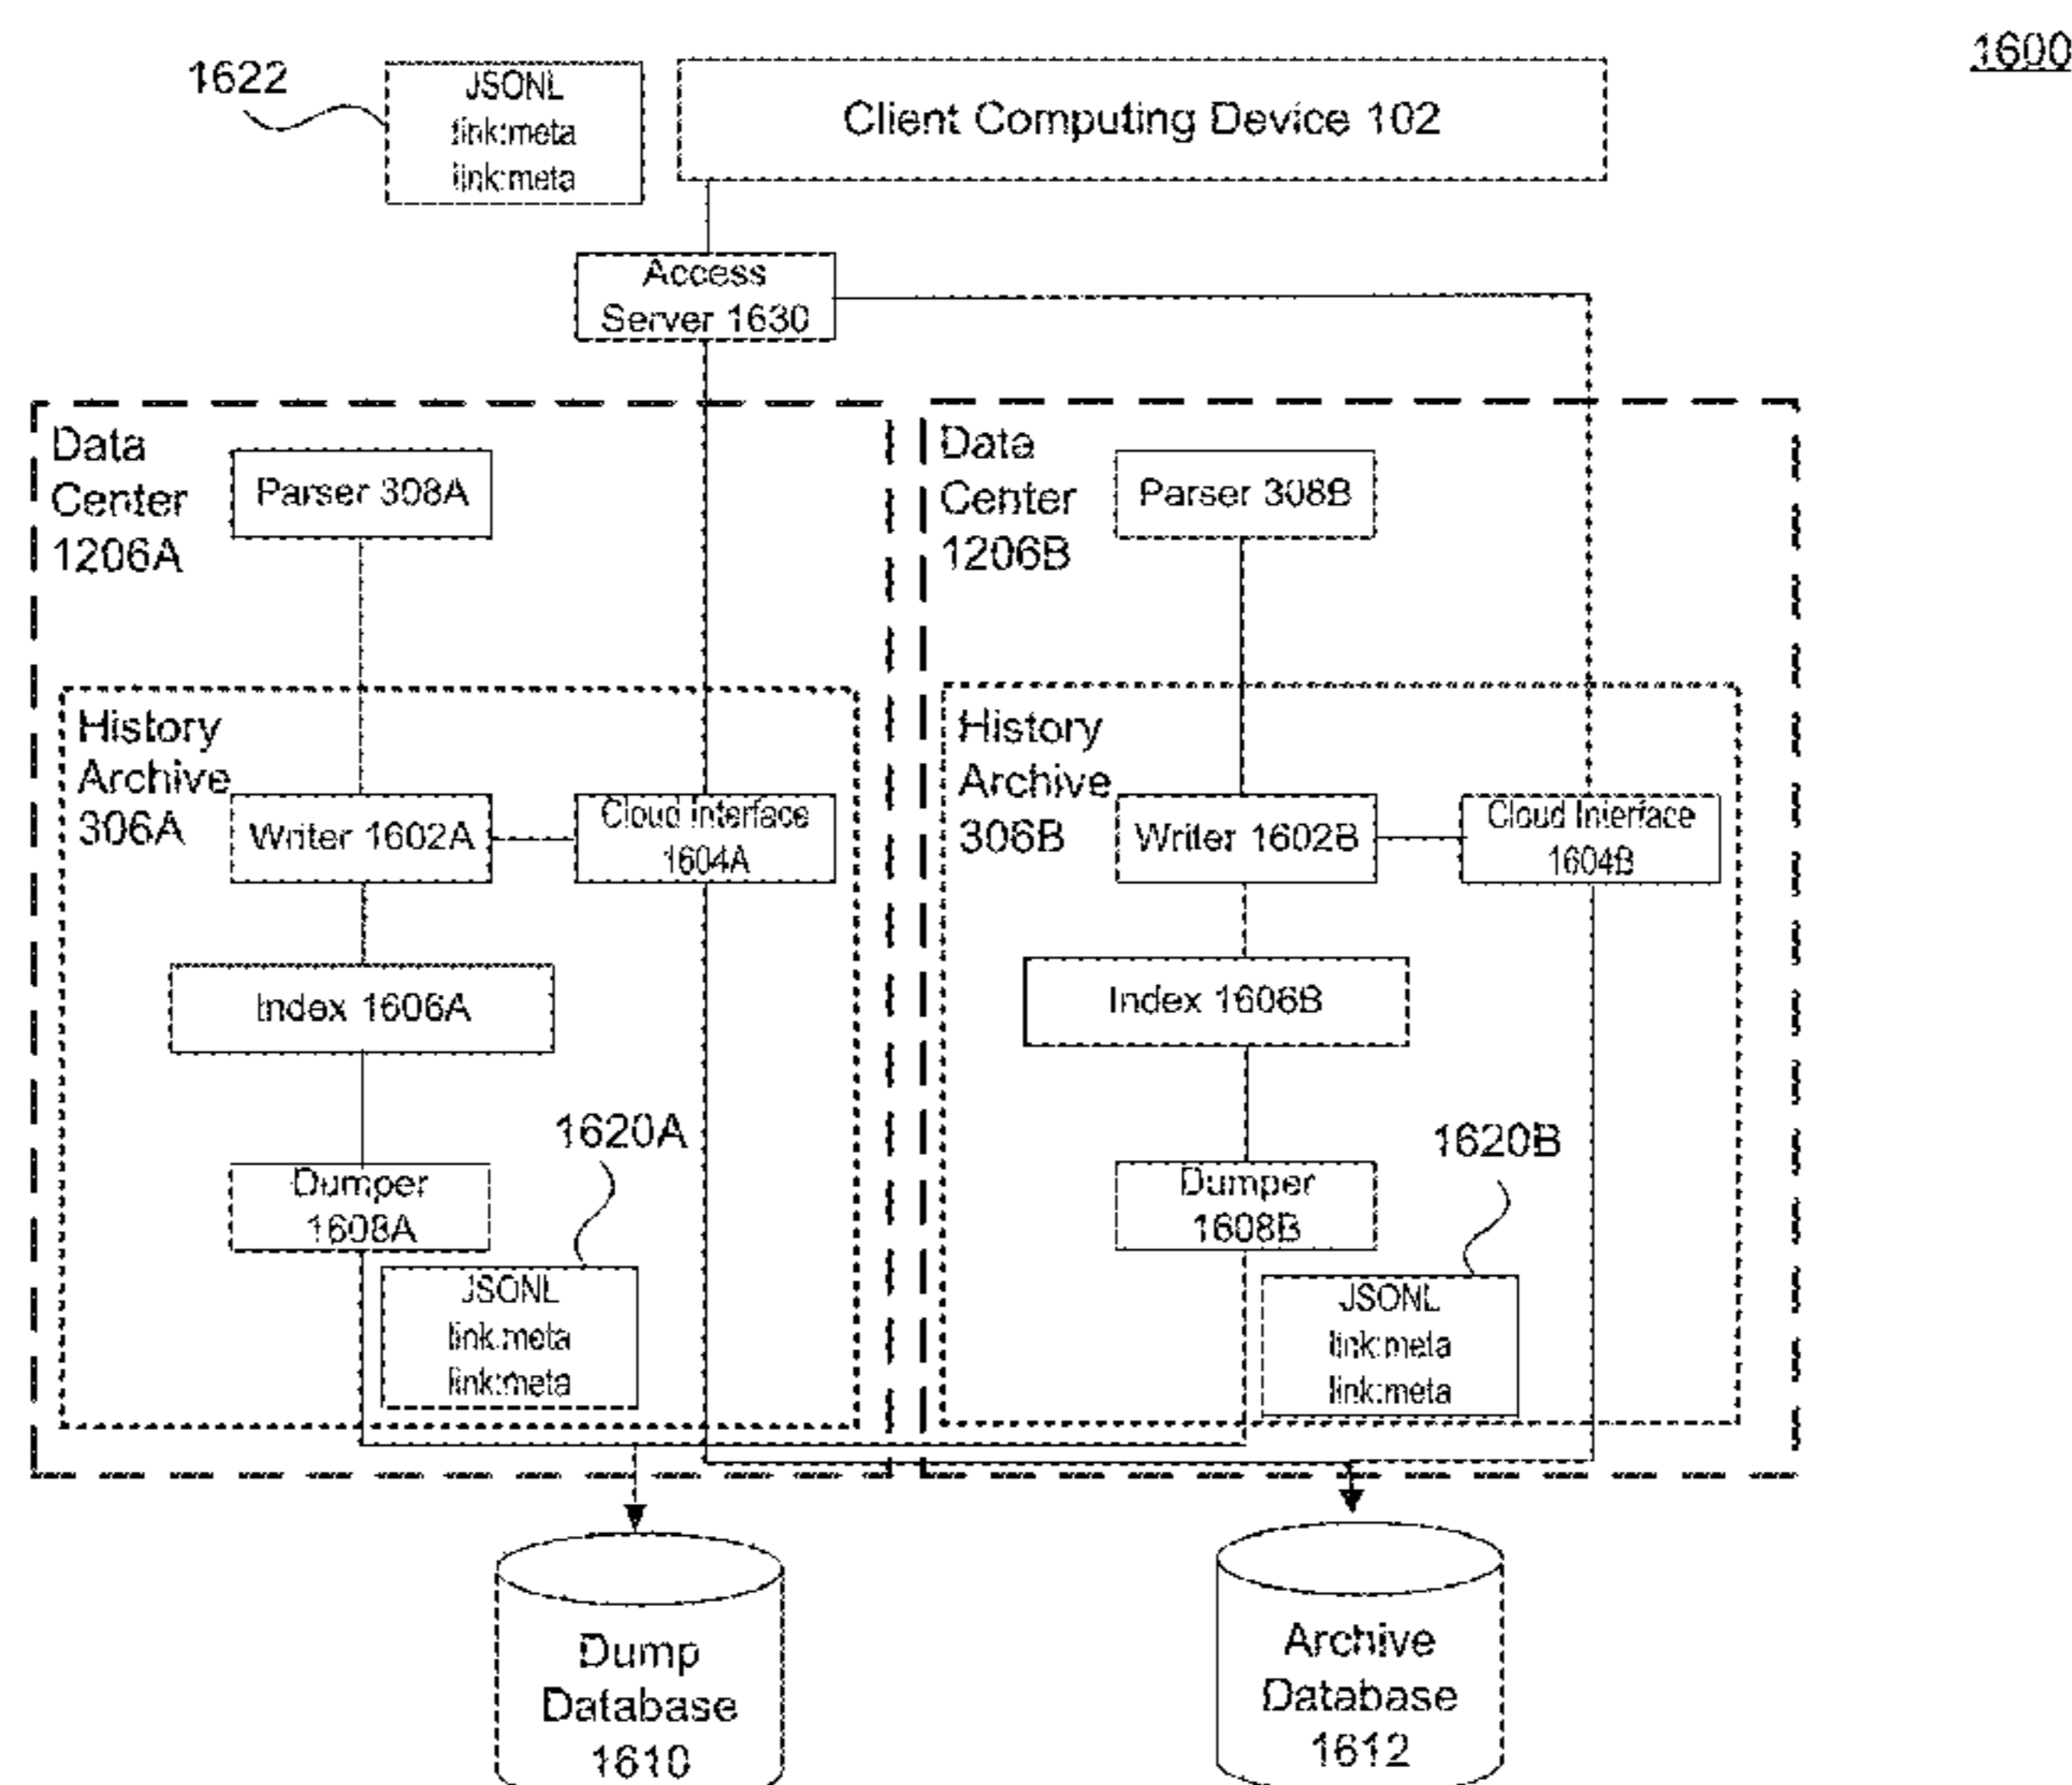 1600
1622
JSONL
link:meta
link:meta
Client Computing Device 102
Access
Server 1630
Data
Center
1206A
Parser 308A
History
Archive
306A
Writer 1602A
Cloud Interface
1604A
Index 1606A
1620A
Dumper
1608A
JSONL
link:meta
link:meta
Data
Center
1206B
Parser 308B
History
Archive
306B
Writer 1602B
Cloud Interface
1604B
Index 1606B
1620B
Dumper
1608B
JSONL
link:meta
link:meta
Dump
Database
1610
Archive
Database
1612